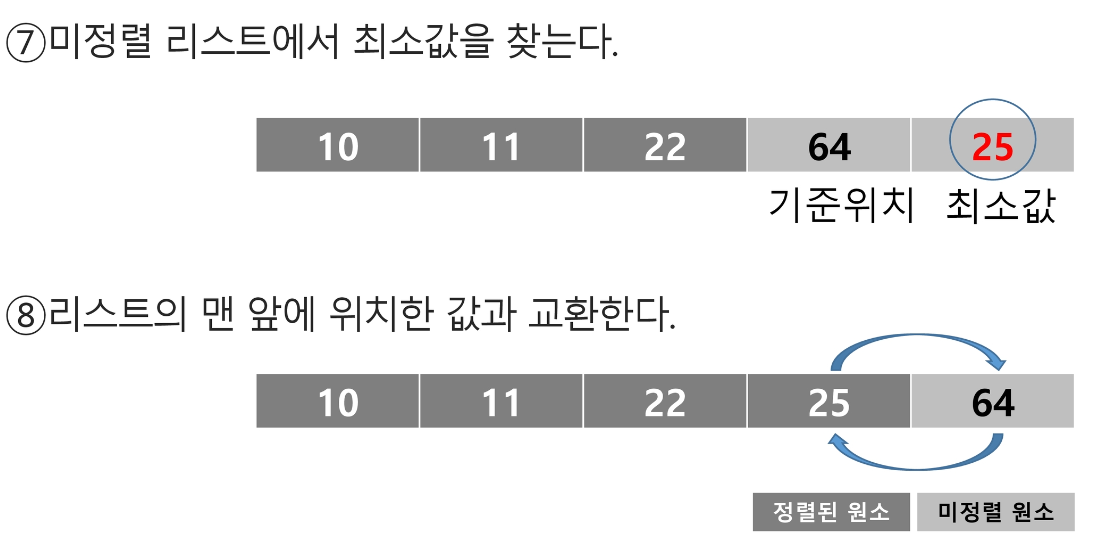 ⑦미정렬 리스트에서 최소값을 찾는다.
10 11 22 64 25
기준위치 최소값
⑧리스트의 맨 앞에 위치한 값과 교환한다.
10 11 22 25 64
정렬된 원소 미정렬 원소